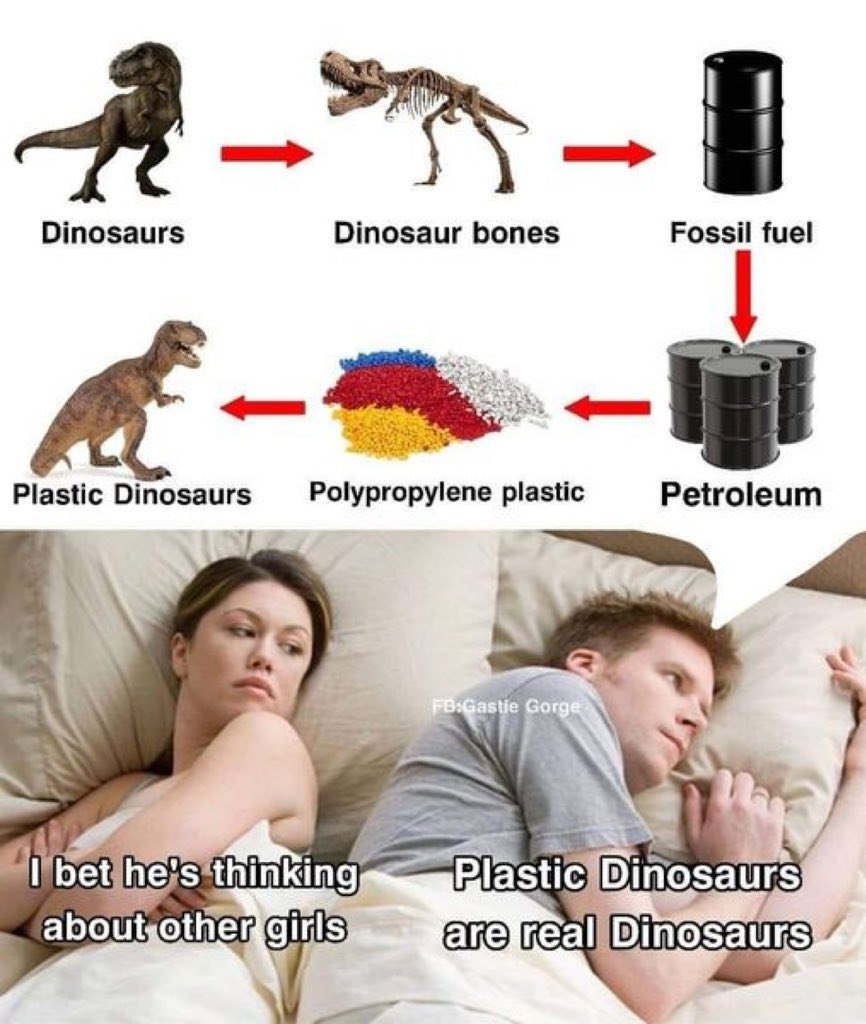 Dinosaurs
Dinosaur bones
Fossil fuel
Plastic Dinosaurs
Polypropylene plastic
Petroleum
FB:Gastie Gorge
I bet he's thinking
about other girls
Plastic Dinosaurs
are real Dinosaurs